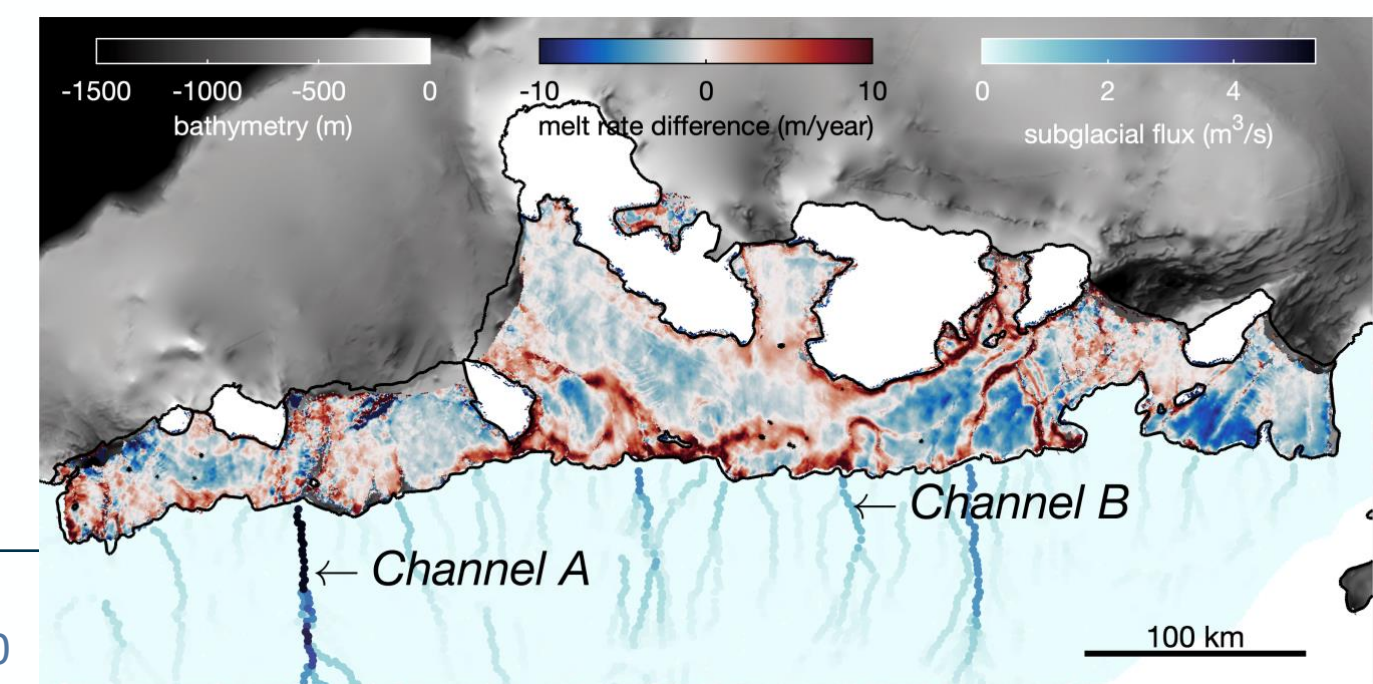 -1500 -1000 -500 0
bathymetry (m)
-10 0 10
melt rate difference (m/year)
0 2 4
subglacial flux (m³/s)
← Channel B
← Channel A
100 km
0